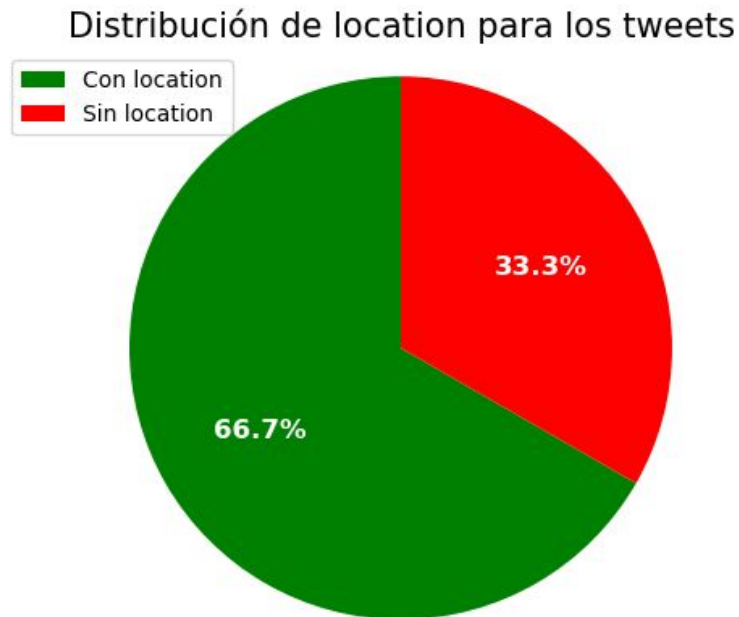 Distribución de location para los tweets
Con location
Sin location
33.3%
66.7%